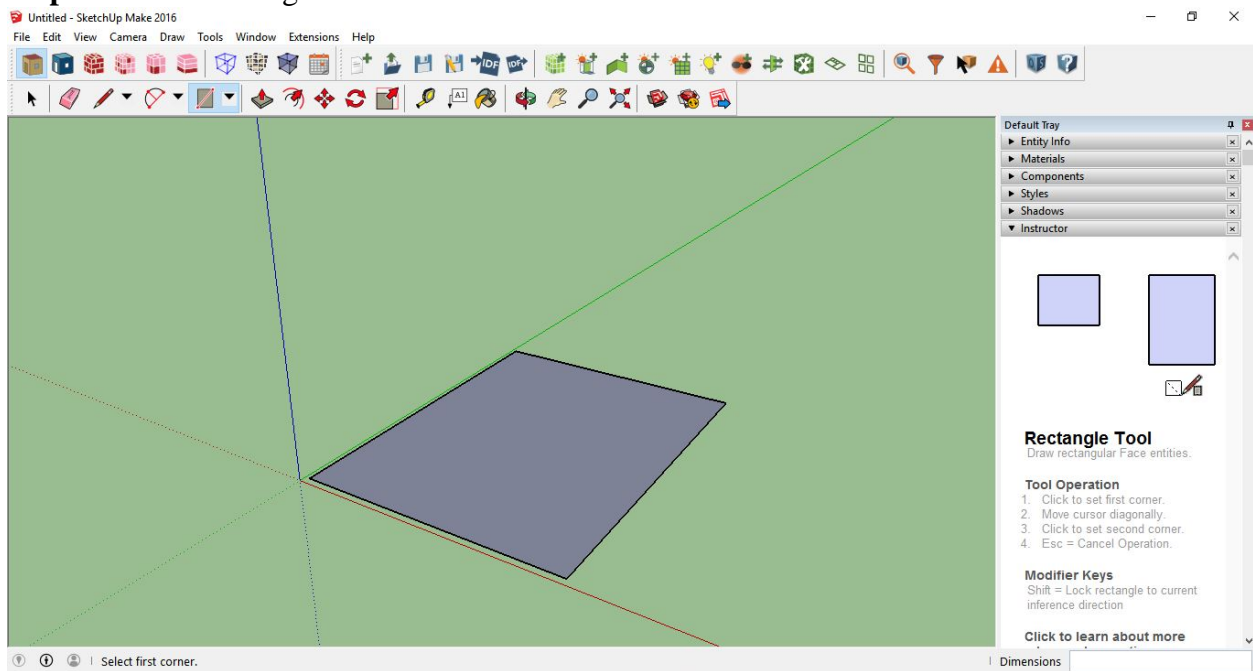 Untitled - SketchUp Make 2016
File Edit View Camera Draw Tools Window Extensions Help
IDF IDF
A1
Default Tray
Entity Info
Materials
Components
Styles
Shadows
Instructor
Rectangle Tool
Draw rectangular Face entities.
Tool Operation
1. Click to set first corner.
2. Move cursor diagonally.
3. Click to set second corner.
4. Esc = Cancel Operation.
Modifier Keys
Shift = Lock rectangle to current
inference direction
Click to learn about more
Select first corner.
Dimensions